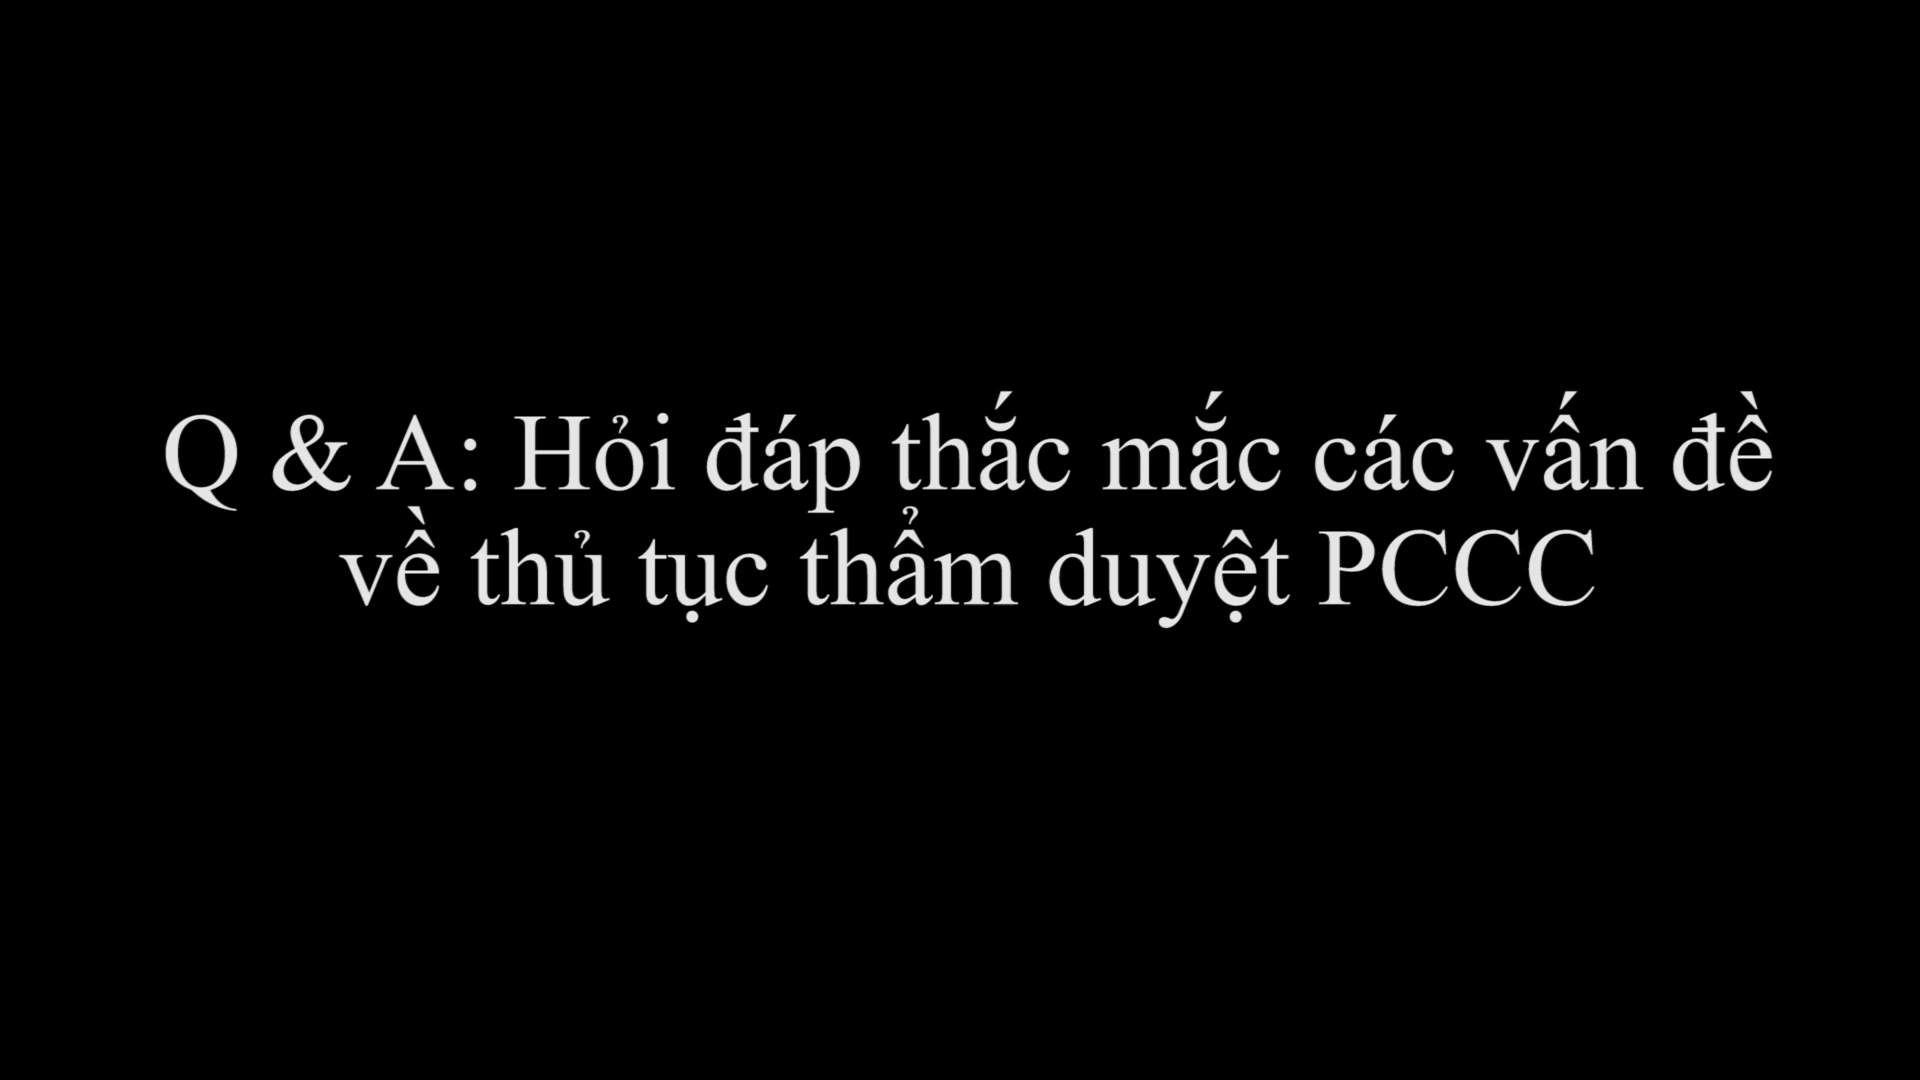 Q & A: Hỏi đáp thắc mắc các vấn đề
về thủ tục thẩm duyệt PCCC